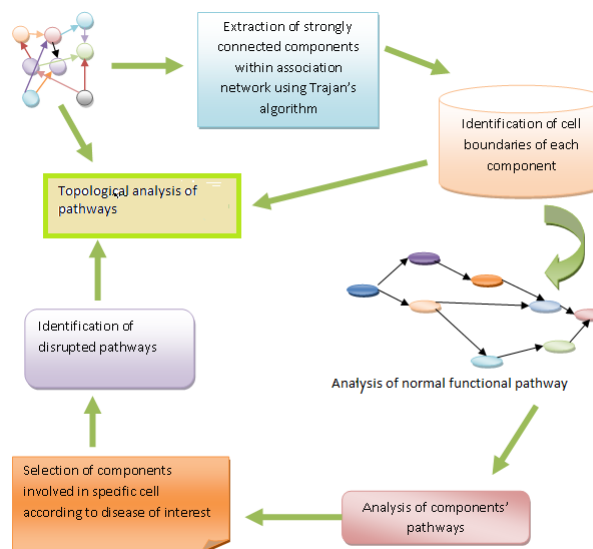 Extraction of strongly
connected components
within association
network using Trajan's
algorithm
Identification of cell
boundaries of each
component
Topological analysis of
pathways
Identification of
disrupted pathways
Analysis of normal functional pathway
Selection of components
involved in specific cell
according to disease of interest
Analysis of components'
pathways